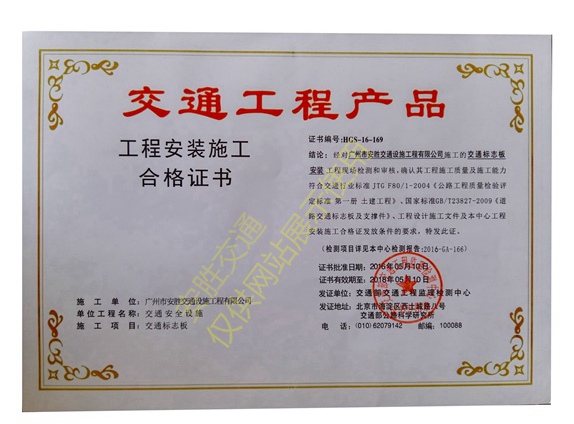 交通工程产品
工程安装施工
合格证书
施工单位:广州市安胜交通设施工程有限公司
单位工程名称:交通安全设施
施工项目:交通标志板
证书编号:HGS-16-169
结论:经对广州市安胜交通设施工程有限公司施工的交通标志板
安装工程现场检测和审核,确认其工程施工质量及施工能力
符合交通行业标准JTG F80/1-2004《公路工程质量检验评
定标准 第一册 土建工程》、国家标准GB/T23827-2009《道
路交通标志板及支撑件》、工程设计施工文件及本中心工程
安装施工合格证发放条件的要求,特发此证。
(检测项目详见本中心检测报告:2016-GA-166)
证书批准日期:2016年05月10日
证书有效期至:2018年05月10日
发证单位:交通部交通工程监理检测中心
发证地址:北京市海淀区西土城路八号
交通部公路科学研究所
电话:(010)62079142 邮编:100088
安胜交通
仅供网站展示使用